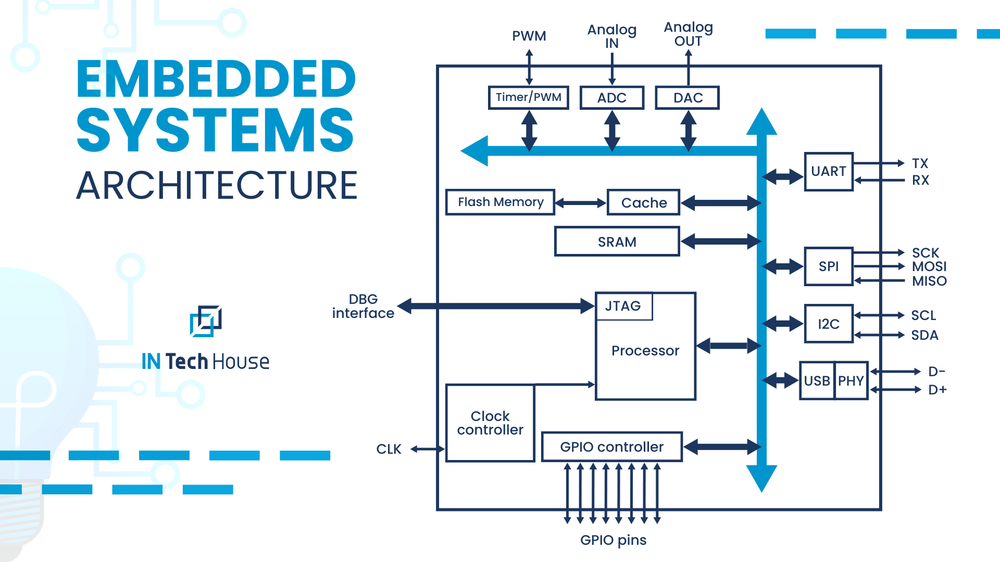 EMBEDDED
SYSTEMS
ARCHITECTURE
IN Tech House
PWM
Analog
IN
Analog
OUT
Timer/PWM
ADC
DAC
UART
TX
RX
Flash Memory
Cache
SRAM
SPI
SCK
MOSI
MISO
DBG
interface
JTAG
Processor
I2C
SCL
SDA
USB
PHY
D-
D+
Clock
controller
CLK
GPIO controller
GPIO pins